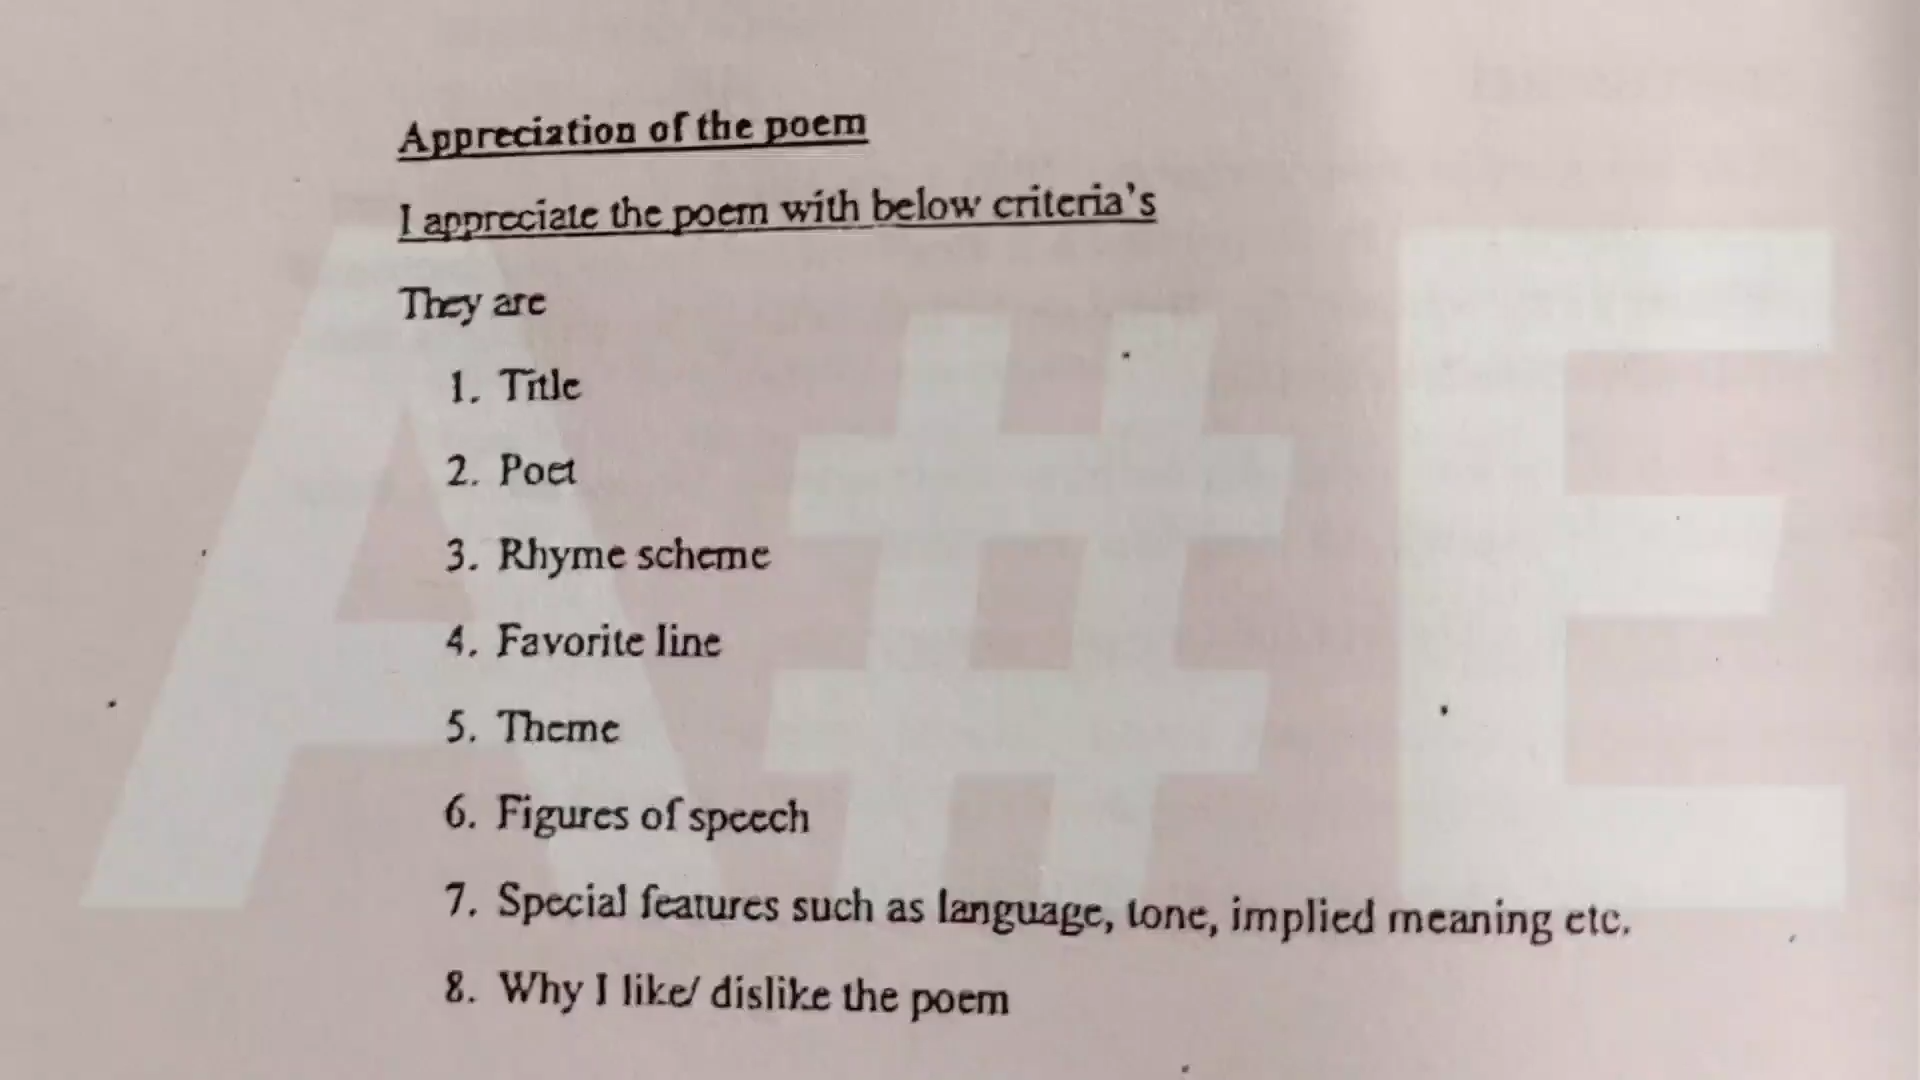 Appreciation of the poem
I appreciate the poem with below criteria's
They are
1. Title
2. Poet
3. Rhyme scheme
4. Favorite line
5. Theme
6. Figures of speech
7. Special features such as language, tone, implied meaning etc.
8. Why I like/ dislike the poem
A#E